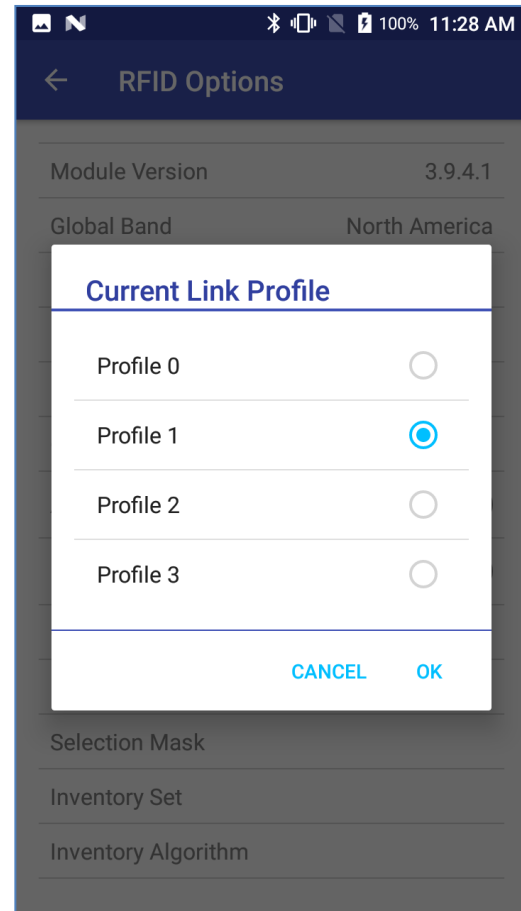 100% 11:28 AM
RFID Options
Module Version 3.9.4.1
Global Band North America
Current Link Profile
Profile 0
Profile 1
Profile 2
Profile 3
CANCEL OK
Selection Mask
Inventory Set
Inventory Algorithm